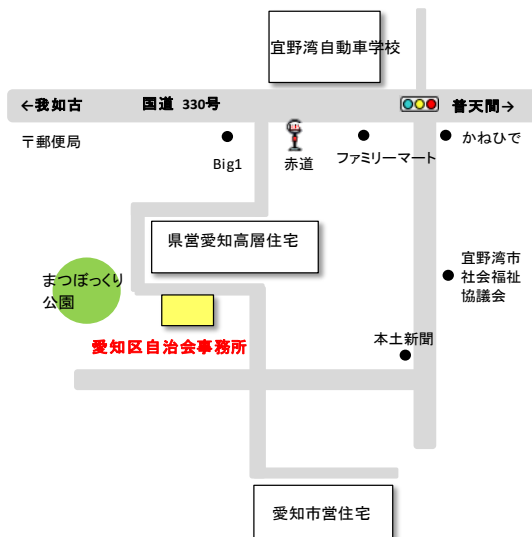 宜野湾自動車学校
←我如古
国道 330号
普天間→
〒郵便局
Big1
赤道
ファミリーマート
かねひで
県営愛知高層住宅
宜野湾市
社会福祉
協議会
まつぼっくり
公園
愛知区自治会事務所
本土新聞
愛知市営住宅